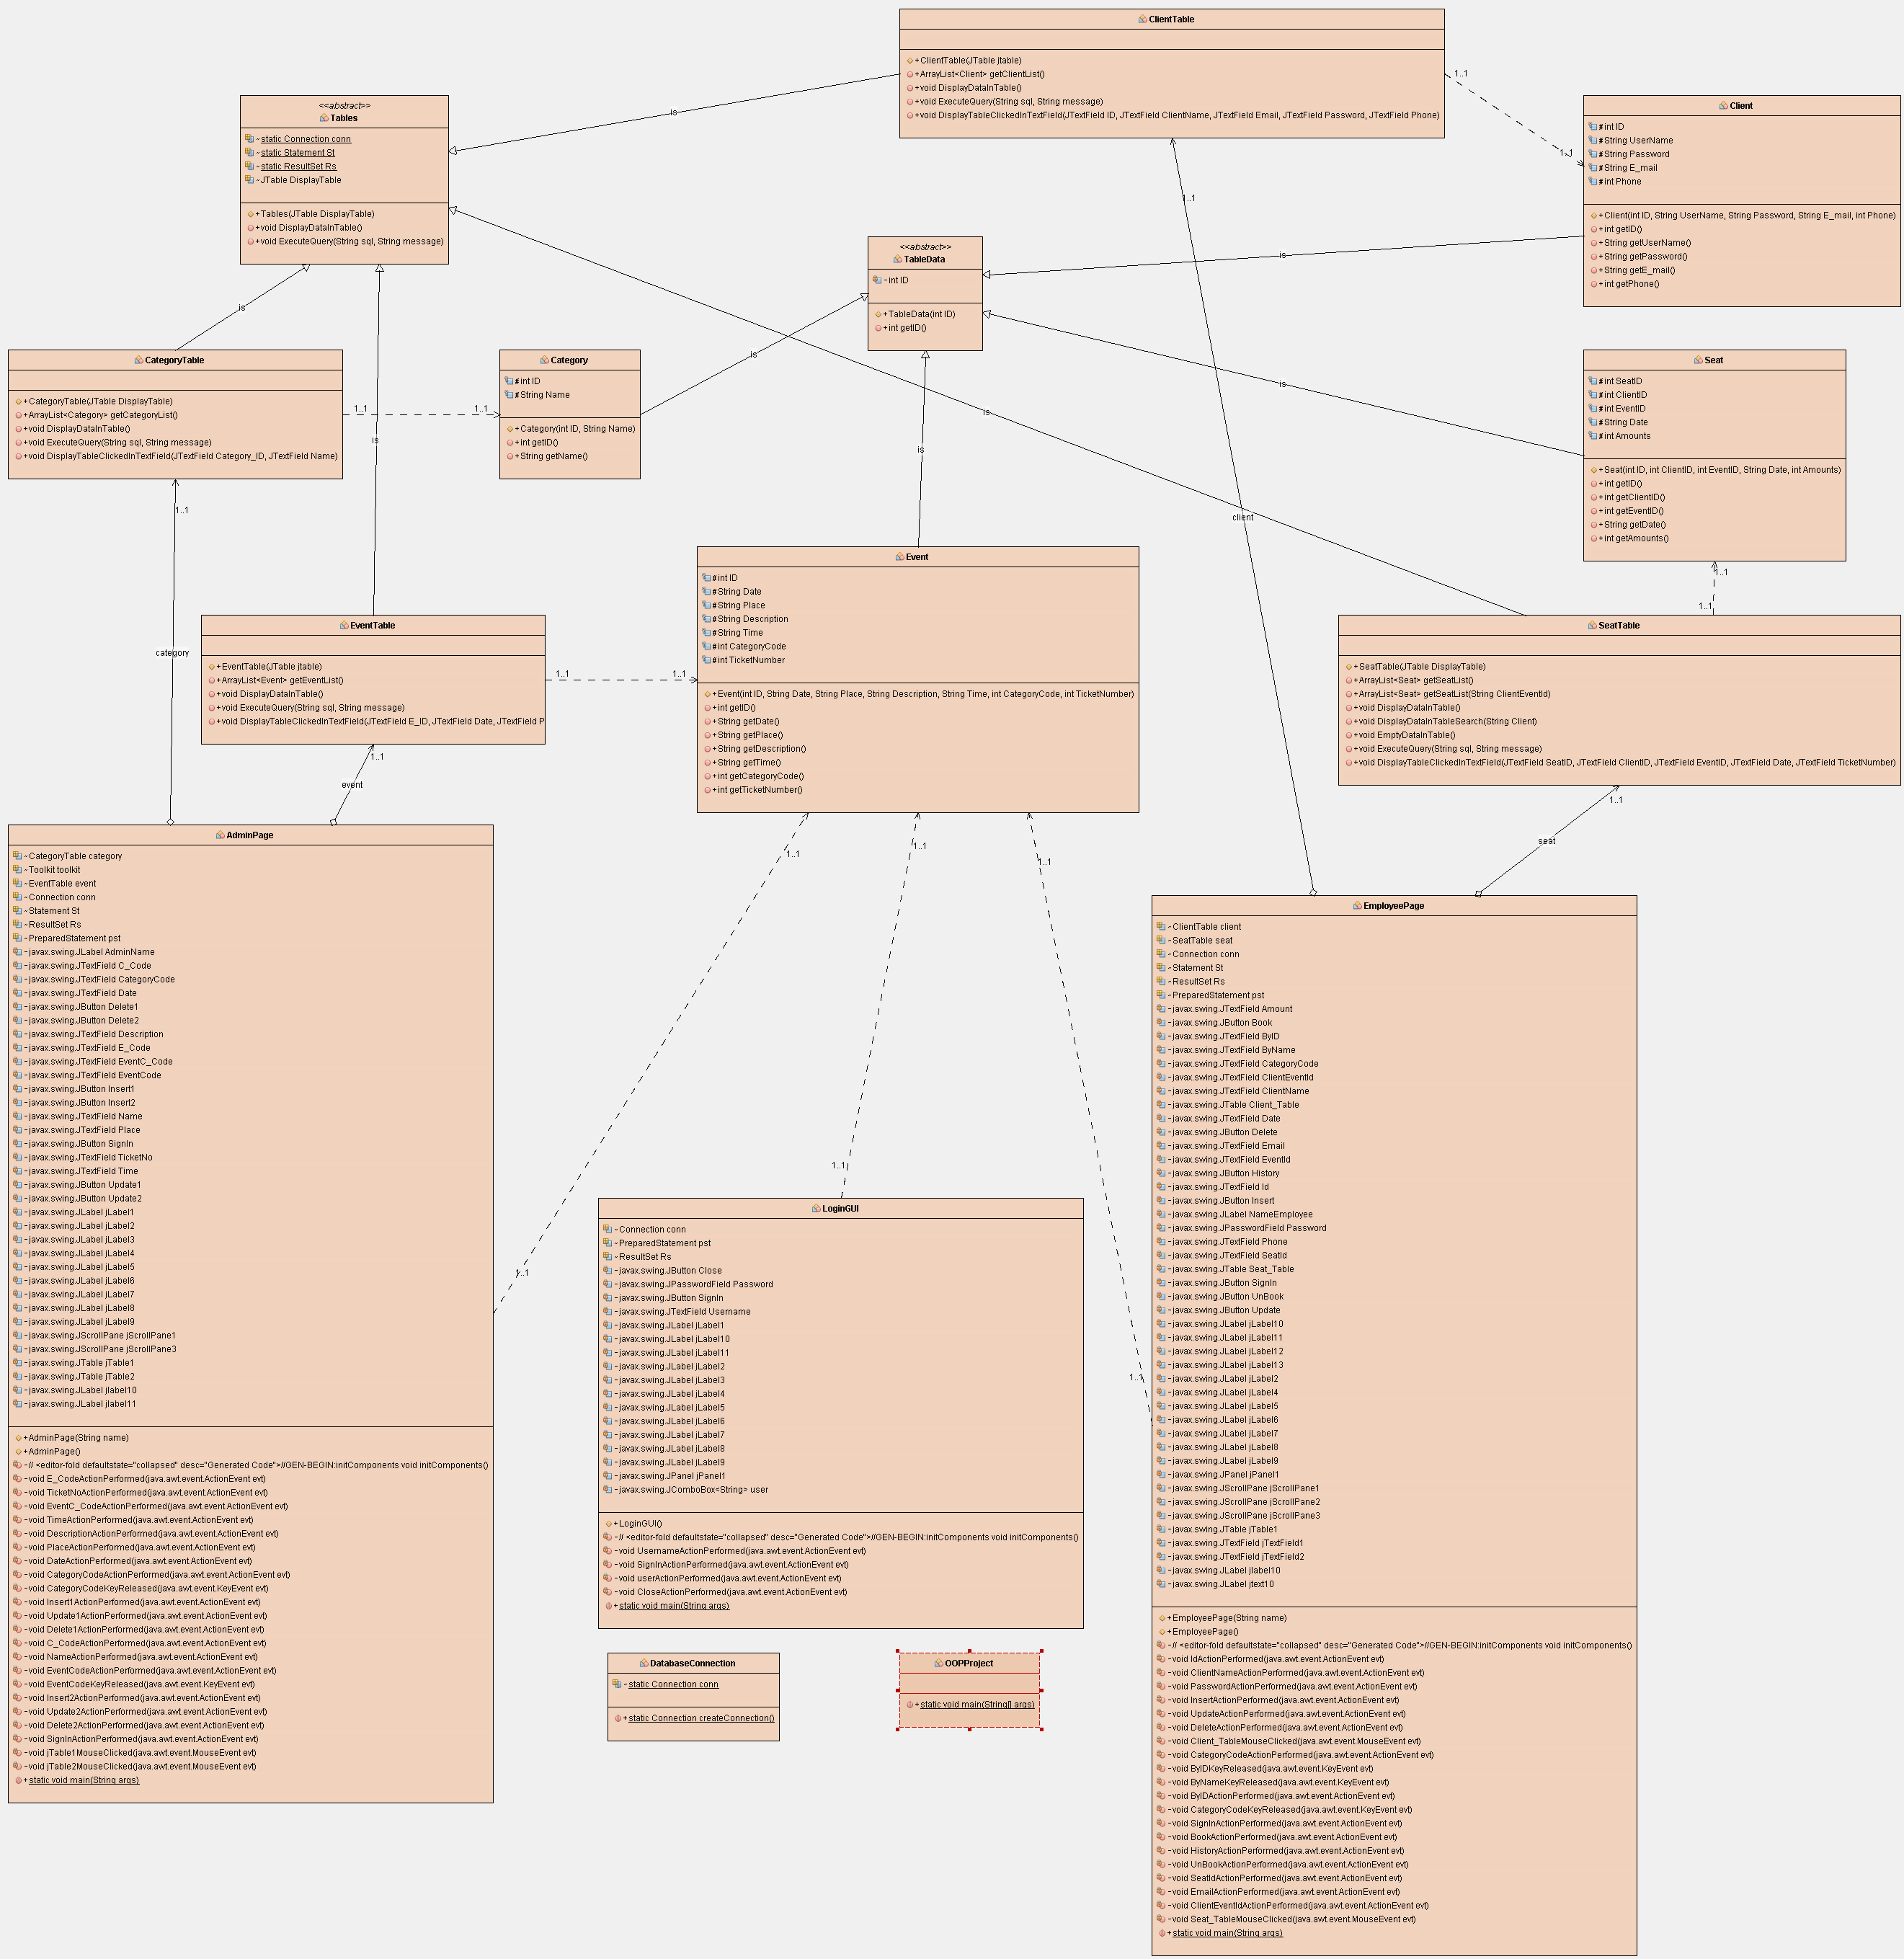 ClientTable
+ClientTable(JTable jtable)
+ArrayList<Client> getClientList()
+void DisplayDataInTable()
+void ExecuteQuery(String sql, String message)
+void DisplayTableClickedInTextField(JTextField ID, JTextField ClientName, JTextField Email, JTextField Password, JTextField Phone)
1..1
1..1
1..1
is
<<abstract>>
Tables
~static Connection conn
~static Statement St
~static ResultSet Rs
~JTable DisplayTable
+Tables(JTable DisplayTable)
+void DisplayDataInTable()
+void ExecuteQuery(String sql, String message)
Client
#int ID
#String UserName
#String Password
#String E_mail
#int Phone
+Client(int ID, String UserName, String Password, String E_mail, int Phone)
+int getID()
+String getUserName()
+String getPassword()
+String getE_mail()
+int getPhone()
<<abstract>>
TableData
-int ID
+TableData(int ID)
+int getID()
is
is
is
is
is
is
is
CategoryTable
+CategoryTable(JTable DisplayTable)
+ArrayList<Category> getCategoryList()
+void DisplayDataInTable()
+void ExecuteQuery(String sql, String message)
+void DisplayTableClickedInTextField(JTextField Category_ID, JTextField Name)
1..1
1..1
1..1
Category
#int ID
#String Name
+Category(int ID, String Name)
+int getID()
+String getName()
Seat
#int SeatID
#int ClientID
#int EventID
#String Date
#int Amounts
+Seat(int ID, int ClientID, int EventID, String Date, int Amounts)
+int getID()
+int getClientID()
+int getEventID()
+String getDate()
+int getAmounts()
1..1
1..1
client
category
EventTable
+EventTable(JTable jtable)
+ArrayList<Event> getEventList()
+void DisplayDataInTable()
+void ExecuteQuery(String sql, String message)
+void DisplayTableClickedInTextField(JTextField E_ID, JTextField Date, JTextField P
1..1
1..1
1..1
event
Event
#int ID
#String Date
#String Place
#String Description
#String Time
#int CategoryCode
#int TicketNumber
+Event(int ID, String Date, String Place, String Description, String Time, int CategoryCode, int TicketNumber)
+int getID()
+String getDate()
+String getPlace()
+String getDescription()
+String getTime()
+int getCategoryCode()
+int getTicketNumber()
1..1
1..1
1..1
SeatTable
+SeatTable(JTable DisplayTable)
+ArrayList<Seat> getSeatList()
+ArrayList<Seat> getSeatList(String ClientEventId)
+void DisplayDataInTable()
+void DisplayDataInTableSearch(String Client)
+void EmptyDataInTable()
+void ExecuteQuery(String sql, String message)
+void DisplayTableClickedInTextField(JTextField SeatID, JTextField ClientID, JTextField EventID, JTextField Date, JTextField TicketNumber)
1..1
seat
AdminPage
~CategoryTable category
~Toolkit toolkit
~EventTable event
~Connection conn
~Statement St
~ResultSet Rs
~PreparedStatement pst
-javax.swing.JLabel AdminName
-javax.swing.JTextField C_Code
-javax.swing.JTextField CategoryCode
-javax.swing.JTextField Date
-javax.swing.JButton Delete1
-javax.swing.JButton Delete2
-javax.swing.JTextField Description
-javax.swing.JTextField E_Code
-javax.swing.JTextField EventC_Code
-javax.swing.JTextField EventCode
-javax.swing.JButton Insert1
-javax.swing.JButton Insert2
-javax.swing.JTextField Name
-javax.swing.JTextField Place
-javax.swing.JButton SignIn
-javax.swing.JTextField TicketNo
-javax.swing.JTextField Time
-javax.swing.JButton Update1
-javax.swing.JButton Update2
-javax.swing.JLabel jLabel1
-javax.swing.JLabel jLabel2
-javax.swing.JLabel jLabel3
-javax.swing.JLabel jLabel4
-javax.swing.JLabel jLabel5
-javax.swing.JLabel jLabel6
-javax.swing.JLabel jLabel7
-javax.swing.JLabel jLabel8
-javax.swing.JLabel jLabel9
-javax.swing.JScrollPane jScrollPane1
-javax.swing.JScrollPane jScrollPane3
-javax.swing.JTable jTable1
-javax.swing.JTable jTable2
-javax.swing.JLabel jlabel10
-javax.swing.JLabel jlabel11
+AdminPage(String name)
+AdminPage()
-// <editor-fold defaultstate="collapsed" desc="Generated Code">//GEN-BEGIN:initComponents void initComponents()
-void E_CodeActionPerformed(java.awt.event.ActionEvent evt)
-void TicketNoActionPerformed(java.awt.event.ActionEvent evt)
-void EventC_CodeActionPerformed(java.awt.event.ActionEvent evt)
-void TimeActionPerformed(java.awt.event.ActionEvent evt)
-void DescriptionActionPerformed(java.awt.event.ActionEvent evt)
-void PlaceActionPerformed(java.awt.event.ActionEvent evt)
-void DateActionPerformed(java.awt.event.ActionEvent evt)
-void CategoryCodeActionPerformed(java.awt.event.ActionEvent evt)
-void CategoryCodeKeyReleased(java.awt.event.KeyEvent evt)
-void Insert1ActionPerformed(java.awt.event.ActionEvent evt)
-void Update1ActionPerformed(java.awt.event.ActionEvent evt)
-void Delete1ActionPerformed(java.awt.event.ActionEvent evt)
-void C_CodeActionPerformed(java.awt.event.ActionEvent evt)
-void NameActionPerformed(java.awt.event.ActionEvent evt)
-void EventCodeActionPerformed(java.awt.event.ActionEvent evt)
-void EventCodeKeyReleased(java.awt.event.KeyEvent evt)
-void Insert2ActionPerformed(java.awt.event.ActionEvent evt)
-void Update2ActionPerformed(java.awt.event.ActionEvent evt)
-void Delete2ActionPerformed(java.awt.event.ActionEvent evt)
-void SignInActionPerformed(java.awt.event.ActionEvent evt)
-void jTable1MouseClicked(java.awt.event.MouseEvent evt)
-void jTable2MouseClicked(java.awt.event.MouseEvent evt)
+static void main(String args)
1..1
1..1
1..1
LoginGUI
~Connection conn
~PreparedStatement pst
~ResultSet Rs
-javax.swing.JButton Close
-javax.swing.JPasswordField Password
-javax.swing.JButton SignIn
-javax.swing.JTextField Username
-javax.swing.JLabel jLabel1
-javax.swing.JLabel jLabel10
-javax.swing.JLabel jLabel11
-javax.swing.JLabel jLabel2
-javax.swing.JLabel jLabel3
-javax.swing.JLabel jLabel4
-javax.swing.JLabel jLabel5
-javax.swing.JLabel jLabel6
-javax.swing.JLabel jLabel7
-javax.swing.JLabel jLabel8
-javax.swing.JLabel jLabel9
-javax.swing.JPanel jPanel1
-javax.swing.JComboBox<String> user
+LoginGUI()
-// <editor-fold defaultstate="collapsed" desc="Generated Code">//GEN-BEGIN:initComponents void initComponents()
-void UsernameActionPerformed(java.awt.event.ActionEvent evt)
-void SignInActionPerformed(java.awt.event.ActionEvent evt)
-void userActionPerformed(java.awt.event.ActionEvent evt)
-void CloseActionPerformed(java.awt.event.ActionEvent evt)
+static void main(String args)
DatabaseConnection
~static Connection conn
+static Connection createConnection()
OOPProject
+static void main(String[] args)
EmployeePage
~ClientTable client
~SeatTable seat
~Connection conn
~Statement St
~ResultSet Rs
~PreparedStatement pst
-javax.swing.JTextField Amount
-javax.swing.JButton Book
-javax.swing.JTextField ByID
-javax.swing.JTextField ByName
-javax.swing.JTextField CategoryCode
-javax.swing.JTextField ClientEventId
-javax.swing.JTextField ClientName
-javax.swing.JTable Client_Table
-javax.swing.JTextField Date
-javax.swing.JButton Delete
-javax.swing.JTextField Email
-javax.swing.JTextField EventId
-javax.swing.JButton History
-javax.swing.JTextField Id
-javax.swing.JButton Insert
-javax.swing.JLabel NameEmployee
-javax.swing.JPasswordField Password
-javax.swing.JTextField Phone
-javax.swing.JTextField SeatId
-javax.swing.JTable Seat_Table
-javax.swing.JButton SignIn
-javax.swing.JButton UnBook
-javax.swing.JButton Update
-javax.swing.JLabel jLabel10
-javax.swing.JLabel jLabel11
-javax.swing.JLabel jLabel12
-javax.swing.JLabel jLabel13
-javax.swing.JLabel jLabel2
-javax.swing.JLabel jLabel4
-javax.swing.JLabel jLabel5
-javax.swing.JLabel jLabel6
-javax.swing.JLabel jLabel7
-javax.swing.JLabel jLabel8
-javax.swing.JLabel jLabel9
-javax.swing.JPanel jPanel1
-javax.swing.JScrollPane jScrollPane1
-javax.swing.JScrollPane jScrollPane2
-javax.swing.JScrollPane jScrollPane3
-javax.swing.JTable jTable1
-javax.swing.JTextField jTextField1
-javax.swing.JTextField jTextField2
-javax.swing.JLabel jlabel10
-javax.swing.JLabel jtext10
+EmployeePage(String name)
+EmployeePage()
-// <editor-fold defaultstate="collapsed" desc="Generated Code">//GEN-BEGIN:initComponents void initComponents()
-void IdActionPerformed(java.awt.event.ActionEvent evt)
-void ClientNameActionPerformed(java.awt.event.ActionEvent evt)
-void PasswordActionPerformed(java.awt.event.ActionEvent evt)
-void InsertActionPerformed(java.awt.event.ActionEvent evt)
-void UpdateActionPerformed(java.awt.event.ActionEvent evt)
-void DeleteActionPerformed(java.awt.event.ActionEvent evt)
-void Client_TableMouseClicked(java.awt.event.MouseEvent evt)
-void CategoryCodeActionPerformed(java.awt.event.ActionEvent evt)
-void ByIDKeyReleased(java.awt.event.KeyEvent evt)
-void ByNameKeyReleased(java.awt.event.KeyEvent evt)
-void ByIDActionPerformed(java.awt.event.ActionEvent evt)
-void CategoryCodeKeyReleased(java.awt.event.KeyEvent evt)
-void SignInActionPerformed(java.awt.event.ActionEvent evt)
-void BookActionPerformed(java.awt.event.ActionEvent evt)
-void HistoryActionPerformed(java.awt.event.ActionEvent evt)
-void UnBookActionPerformed(java.awt.event.ActionEvent evt)
-void SeatIdActionPerformed(java.awt.event.ActionEvent evt)
-void EmailActionPerformed(java.awt.event.ActionEvent evt)
-void ClientEventIdActionPerformed(java.awt.event.ActionEvent evt)
-void Seat_TableMouseClicked(java.awt.event.MouseEvent evt)
+static void main(String args)